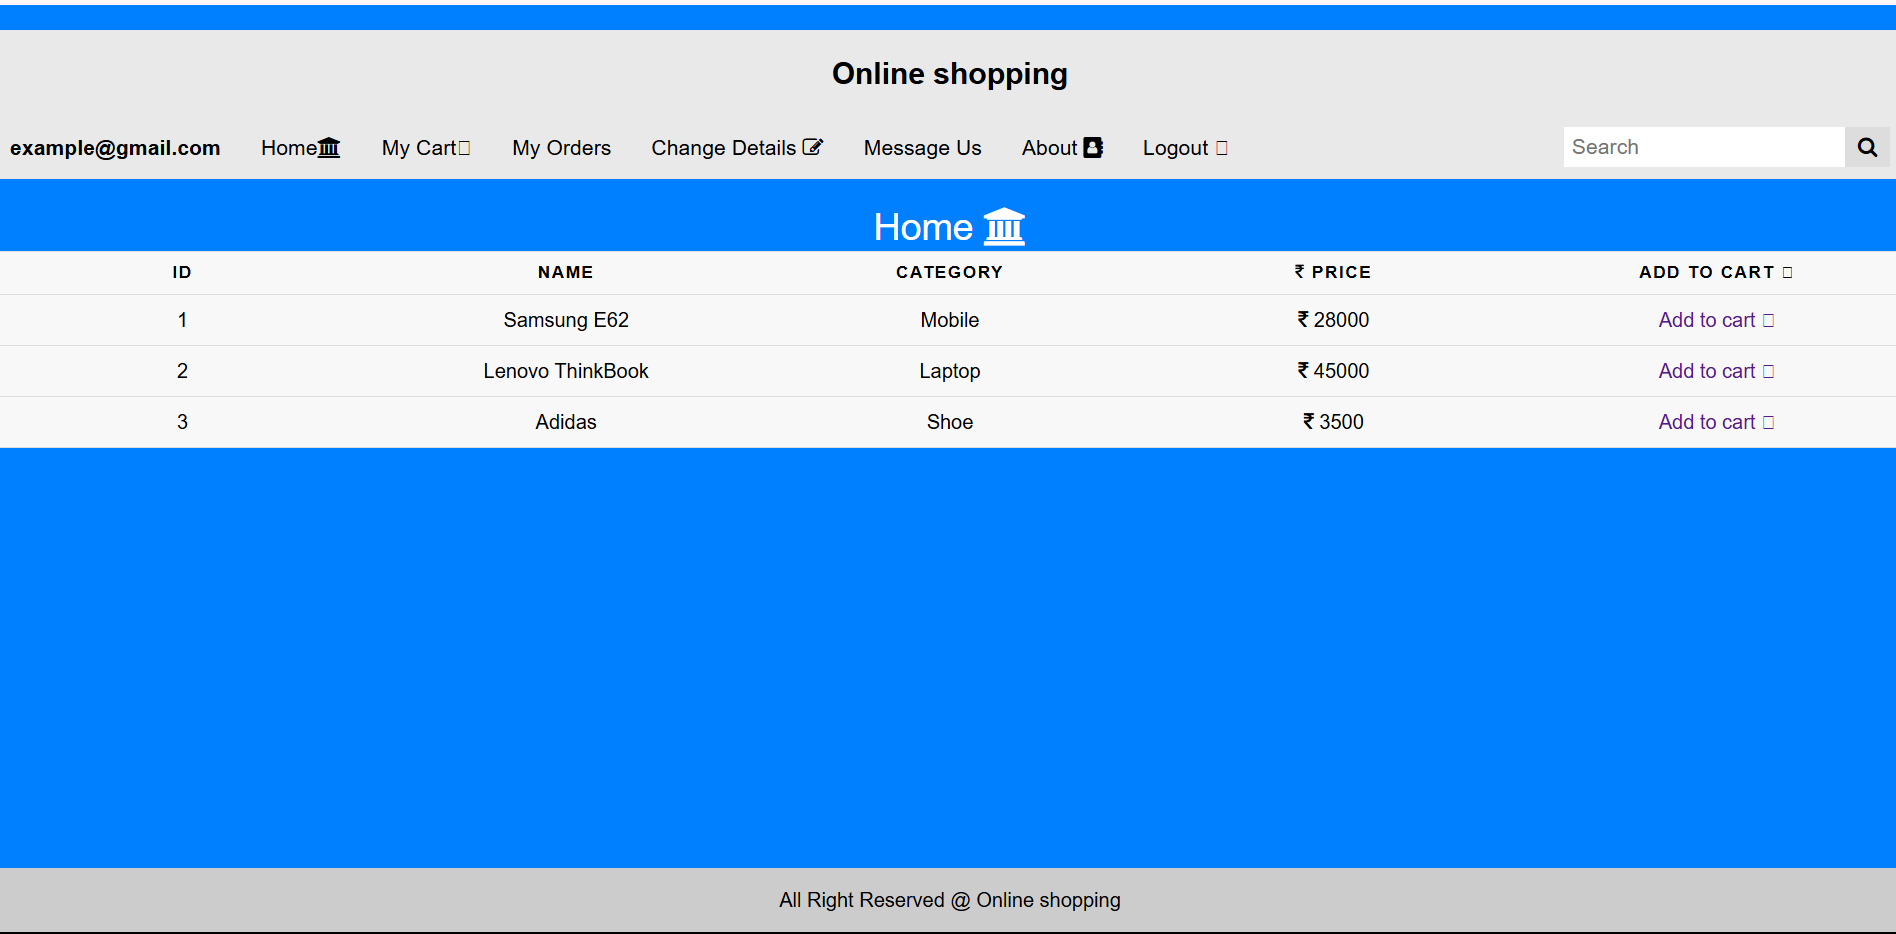 Online shopping
example@gmail.com Home My Cart My Orders Change Details Message Us About Logout Search
Home
ID NAME CATEGORY ₹ PRICE ADD TO CART
1 Samsung E62 Mobile ₹ 28000 Add to cart
2 Lenovo ThinkBook Laptop ₹ 45000 Add to cart
3 Adidas Shoe ₹ 3500 Add to cart
All Right Reserved @ Online shopping